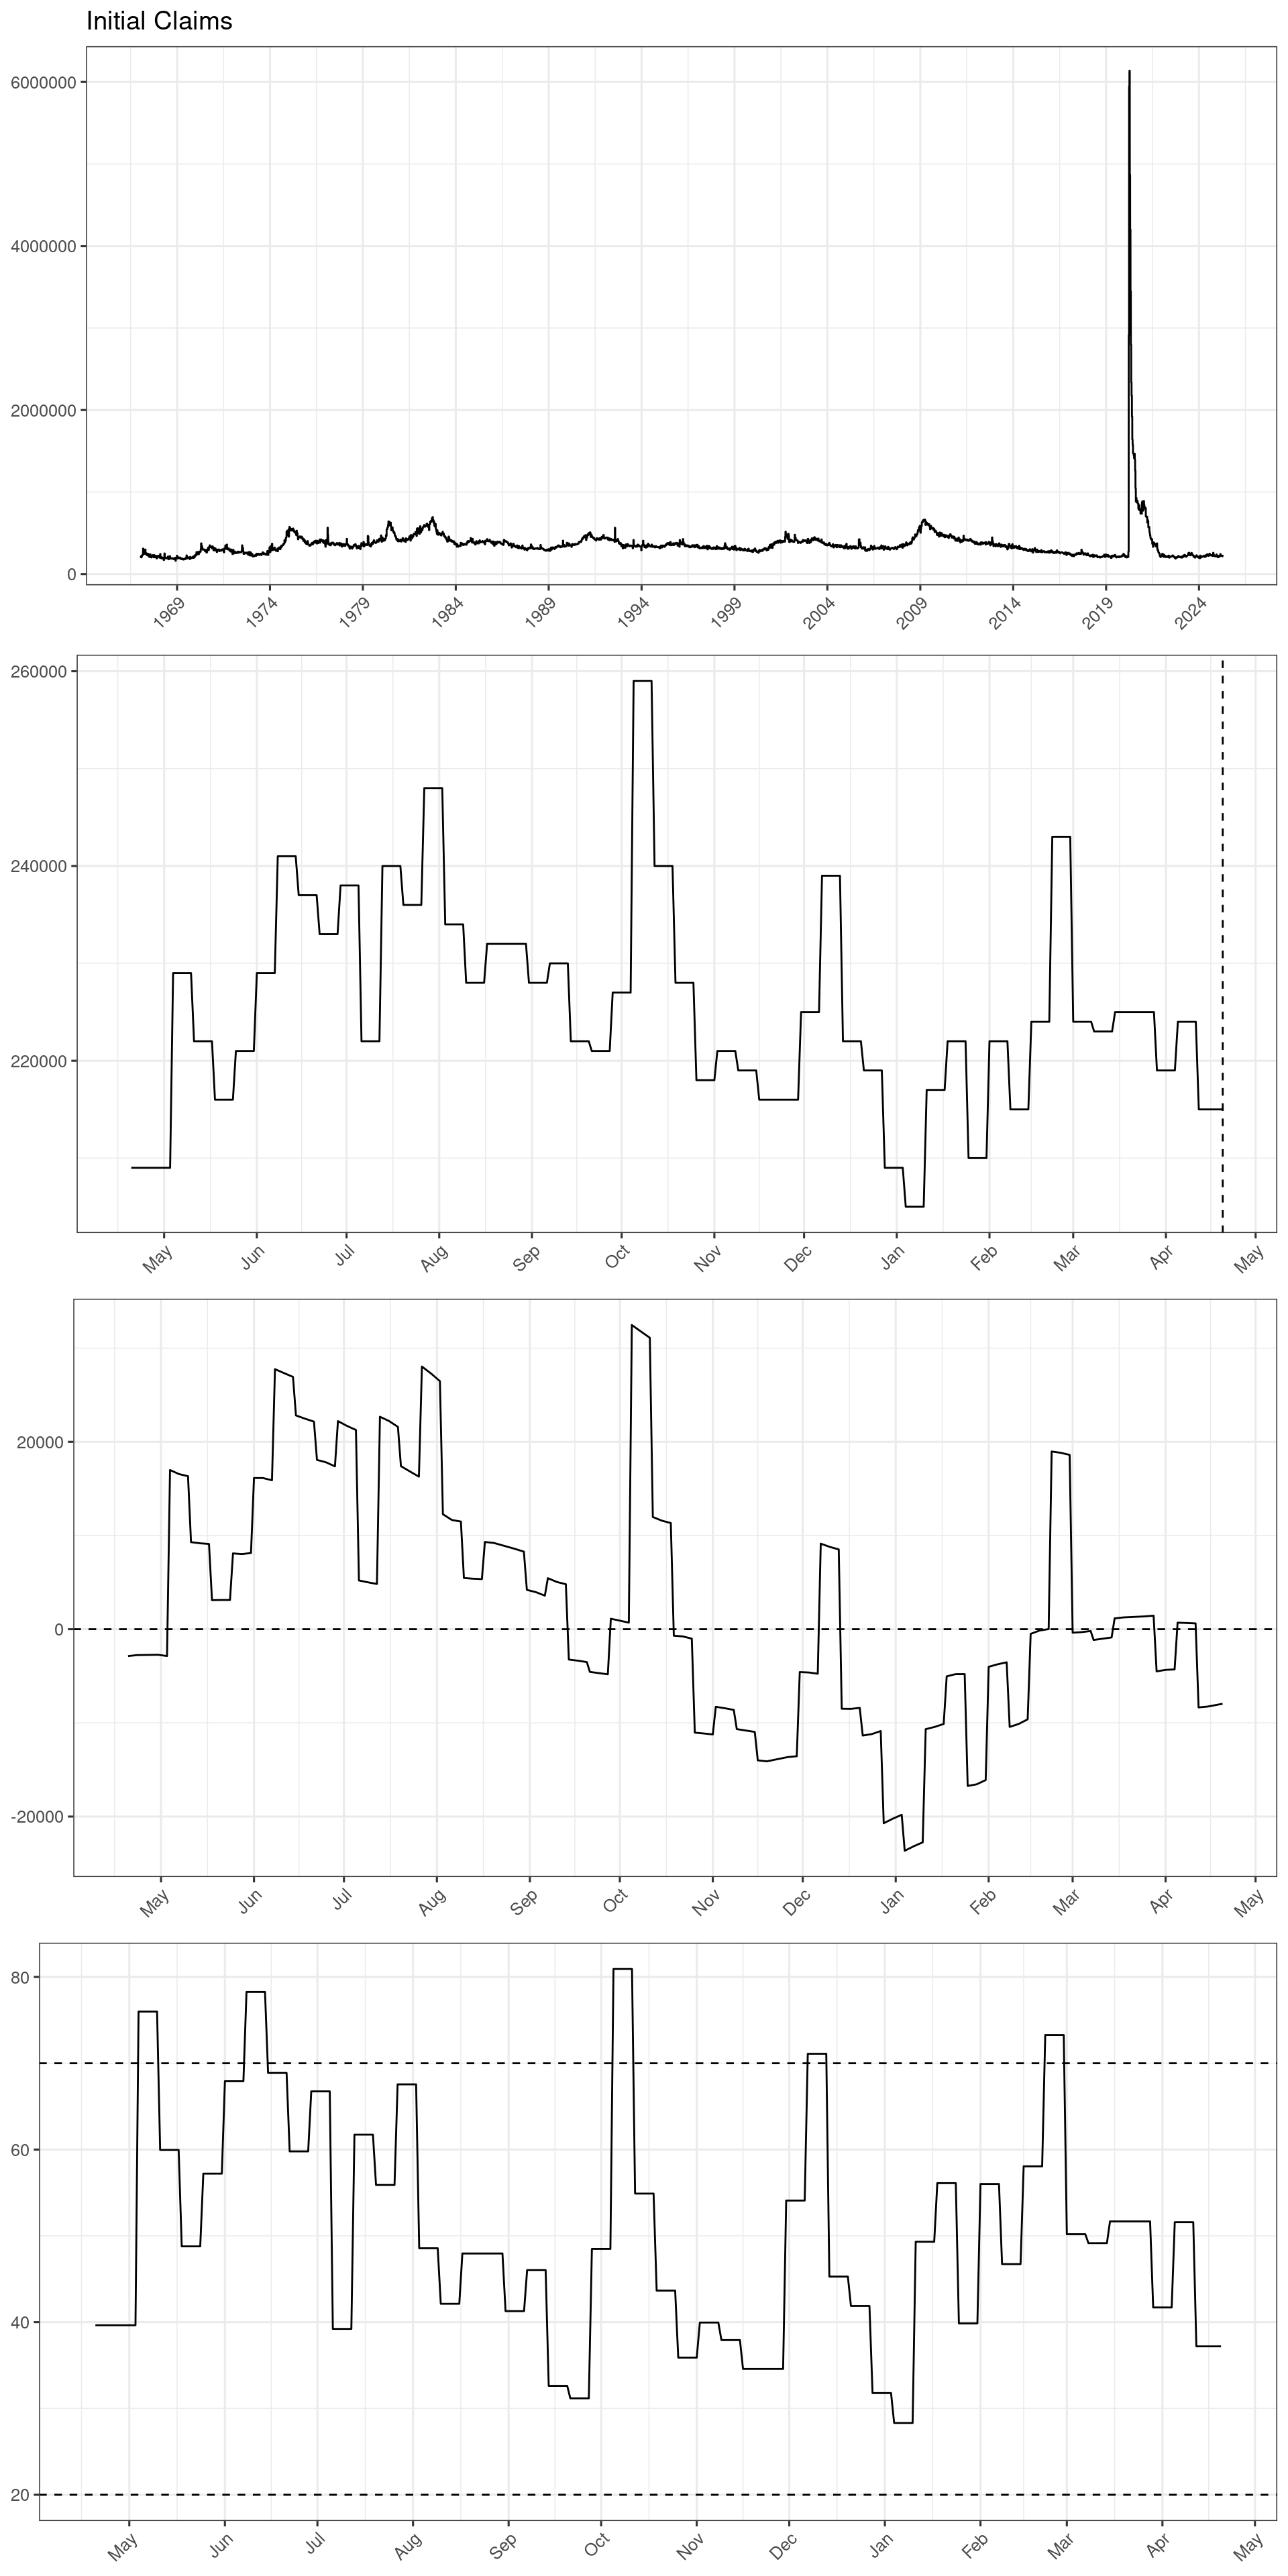 Initial Claims
6000000
4000000
2000000
0
1969 1974 1979 1984 1989 1994 1999 2004 2009 2014 2019 2024
260000
240000
220000
May Jun Jul Aug Sep Oct Nov Dec Jan Feb Mar Apr May
20000
0
-20000
May Jun Jul Aug Sep Oct Nov Dec Jan Feb Mar Apr May
80
60
40
20
May Jun Jul Aug Sep Oct Nov Dec Jan Feb Mar Apr May